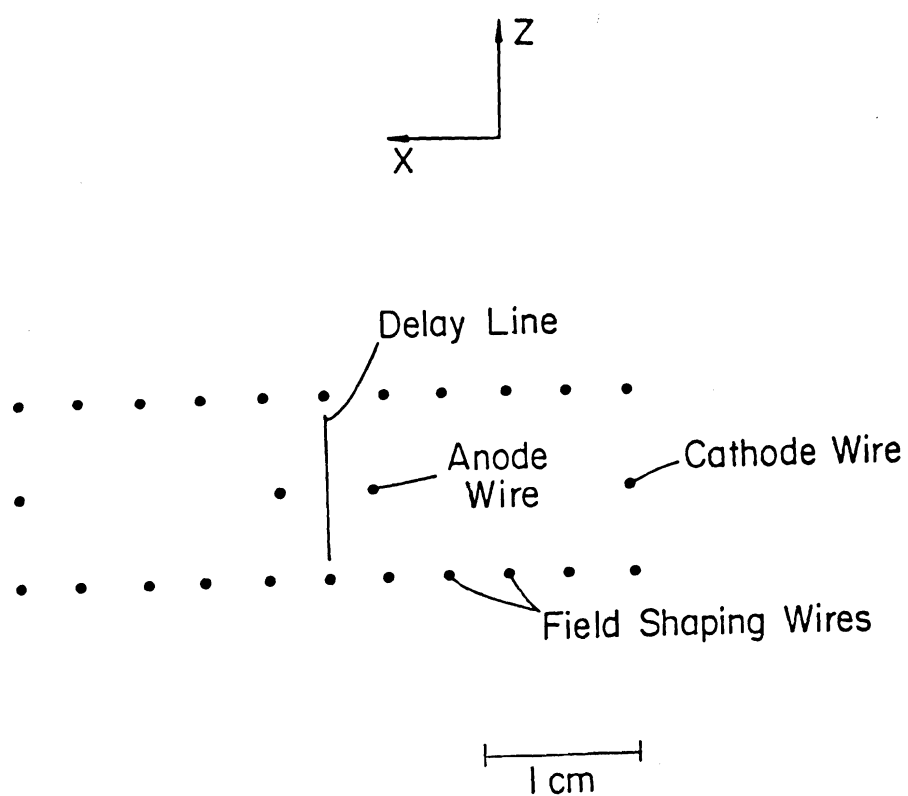 Z
X
Delay Line
Anode
Wire
Cathode Wire
Field Shaping Wires
1 cm